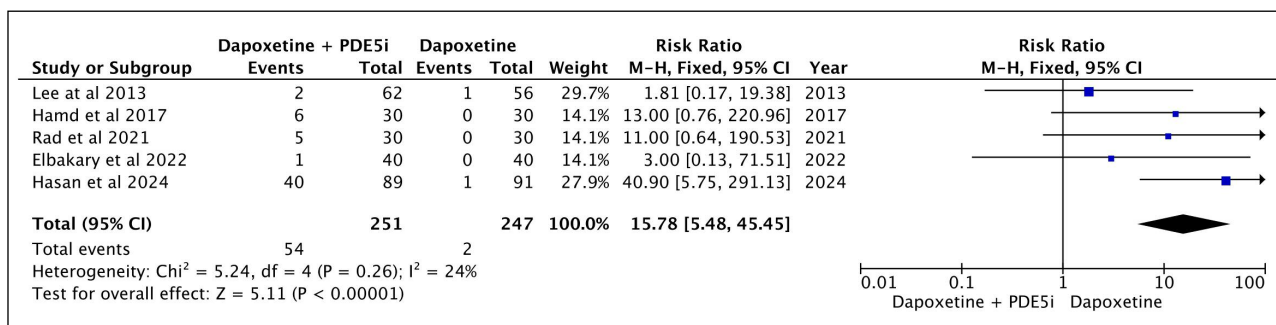 Dapoxetine + PDE5i Dapoxetine Risk Ratio Risk Ratio
Study or Subgroup Events Total Events Total Weight M-H, Fixed, 95% CI Year M-H, Fixed, 95% CI
Lee at al 2013 2 62 1 56 29.7% 1.81 [0.17, 19.38] 2013
Hamd et al 2017 6 30 0 30 14.1% 13.00 [0.76, 220.96] 2017
Rad et al 2021 5 30 0 30 14.1% 11.00 [0.64, 190.53] 2021
Elbakary et al 2022 1 40 0 40 14.1% 3.00 [0.13, 71.51] 2022
Hasan et al 2024 40 89 1 91 27.9% 40.90 [5.75, 291.13] 2024
Total (95% CI) 251 247 100.0% 15.78 [5.48, 45.45]
Total events 54 2
Heterogeneity: Chi² = 5.24, df = 4 (P = 0.26); I² = 24%
Test for overall effect: Z = 5.11 (P < 0.00001)
0.01 0.1 1 10 100
Dapoxetine + PDE5i Dapoxetine